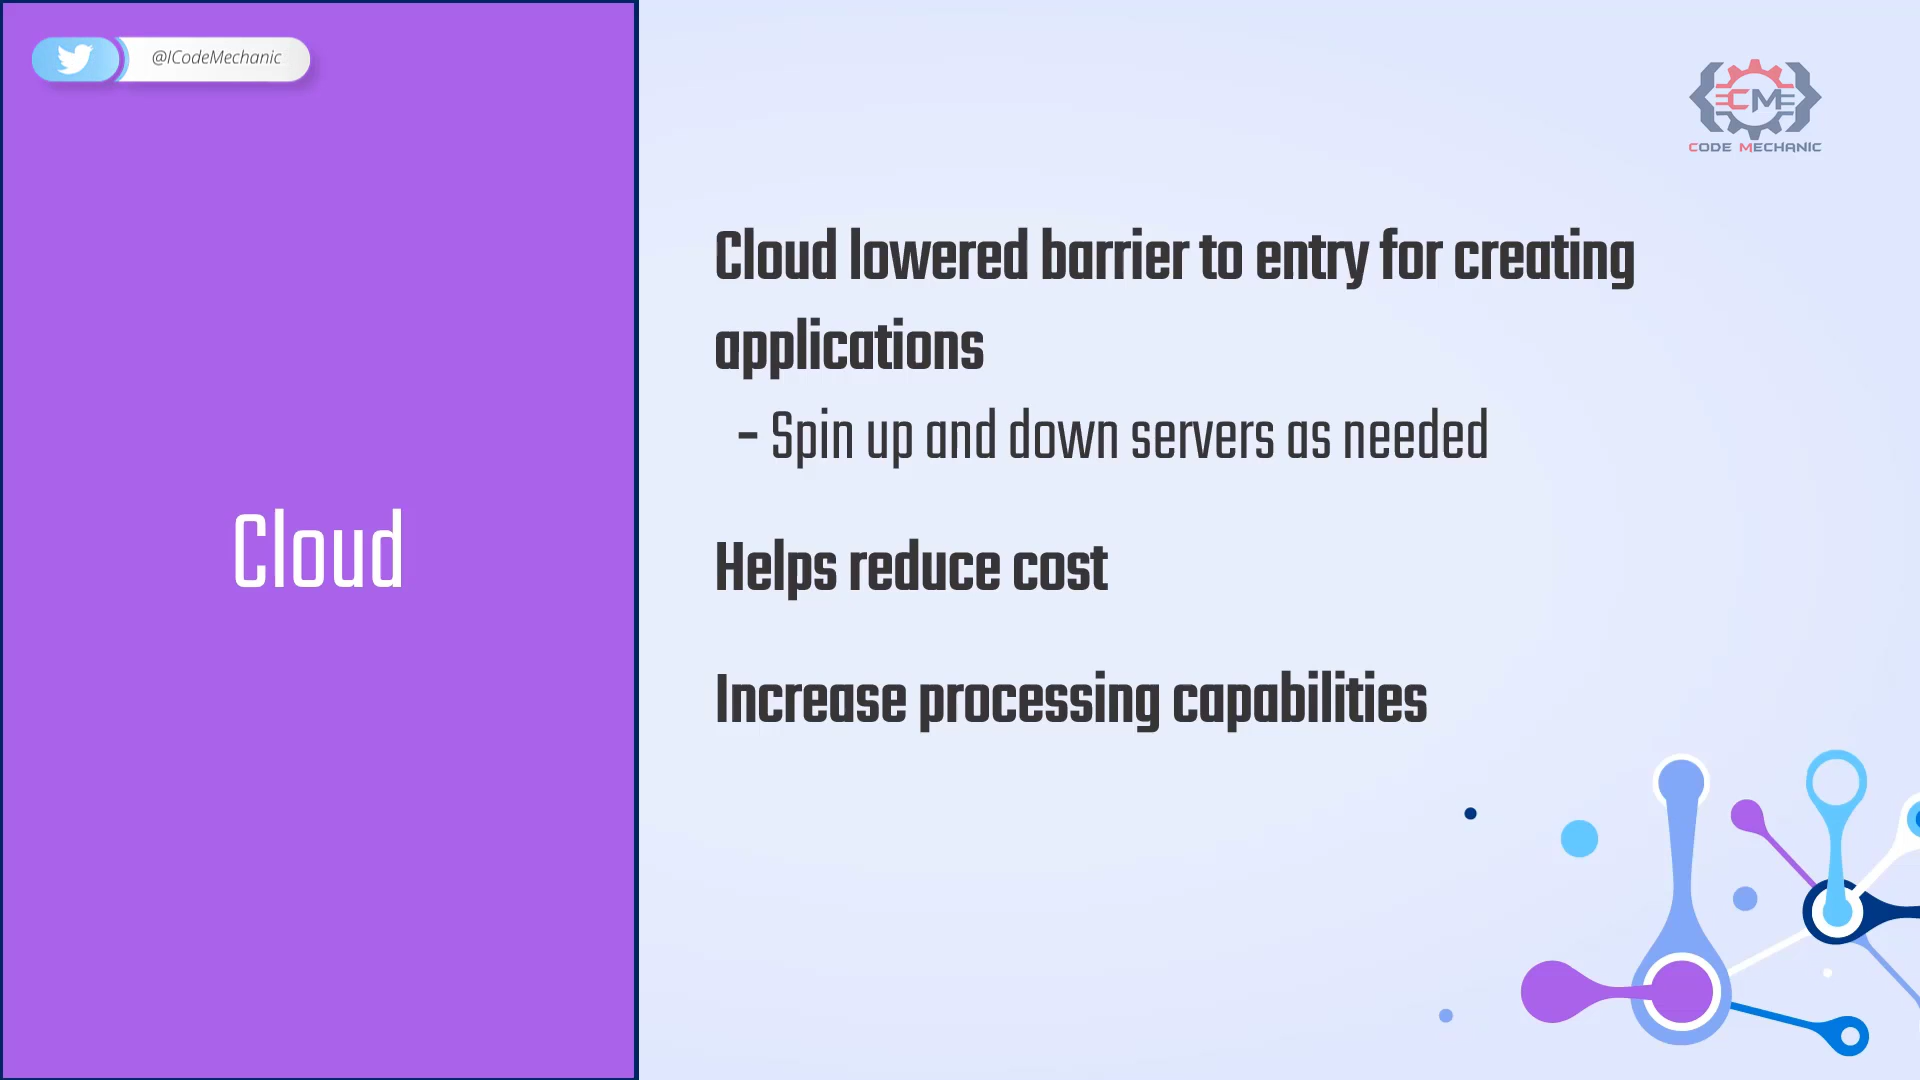 @ICodeMechanic
CM
CODE MECHANIC
Cloud
Cloud lowered barrier to entry for creating
applications
- Spin up and down servers as needed
Helps reduce cost
Increase processing capabilities